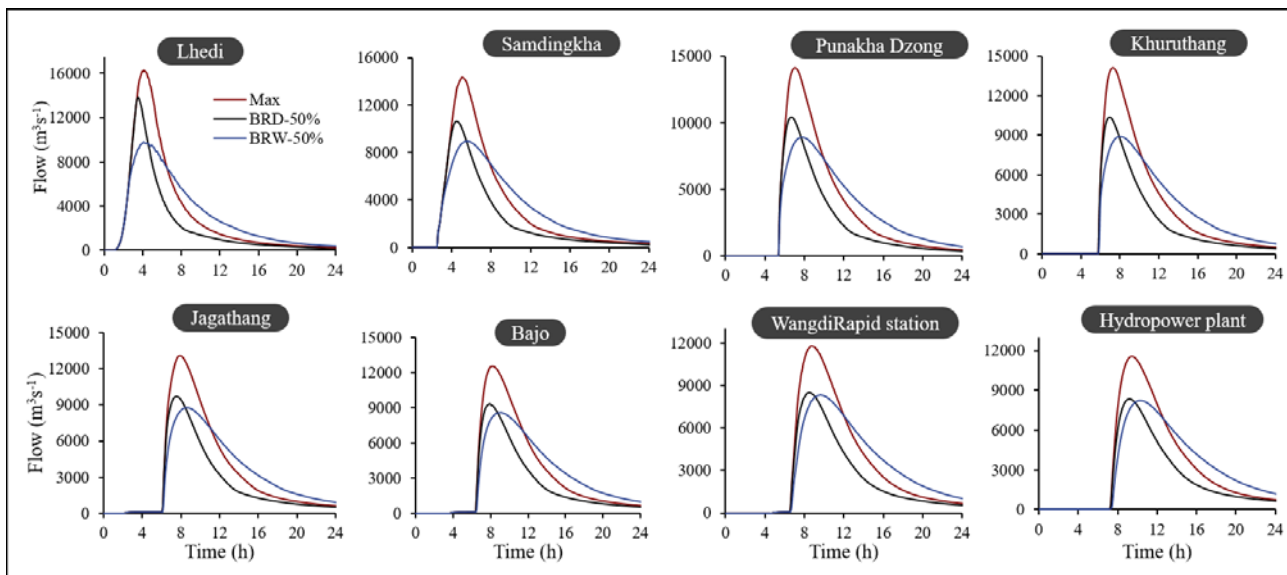 Lhedi
Samdingkha
Punakha Dzong
Khuruthang
Flow (m³s⁻¹)
16000
12000
8000
4000
0
0 4 8 12 16 20 24
Max
BRD-50%
BRW-50%
16000
12000
8000
4000
0
0 4 8 12 16 20 24
15000
10000
5000
0
0 4 8 12 16 20 24
15000
12000
9000
6000
3000
0
0 4 8 12 16 20 24
Jagathang
Bajo
WangdiRapid station
Hydropower plant
Flow (m³s⁻¹)
15000
12000
9000
6000
3000
0
0 4 8 12 16 20 24
Time (h)
15000
12000
9000
6000
3000
0
0 4 8 12 16 20 24
Time (h)
12000
9000
6000
3000
0
0 4 8 12 16 20 24
Time (h)
12000
9000
6000
3000
0
0 4 8 12 16 20 24
Time (h)